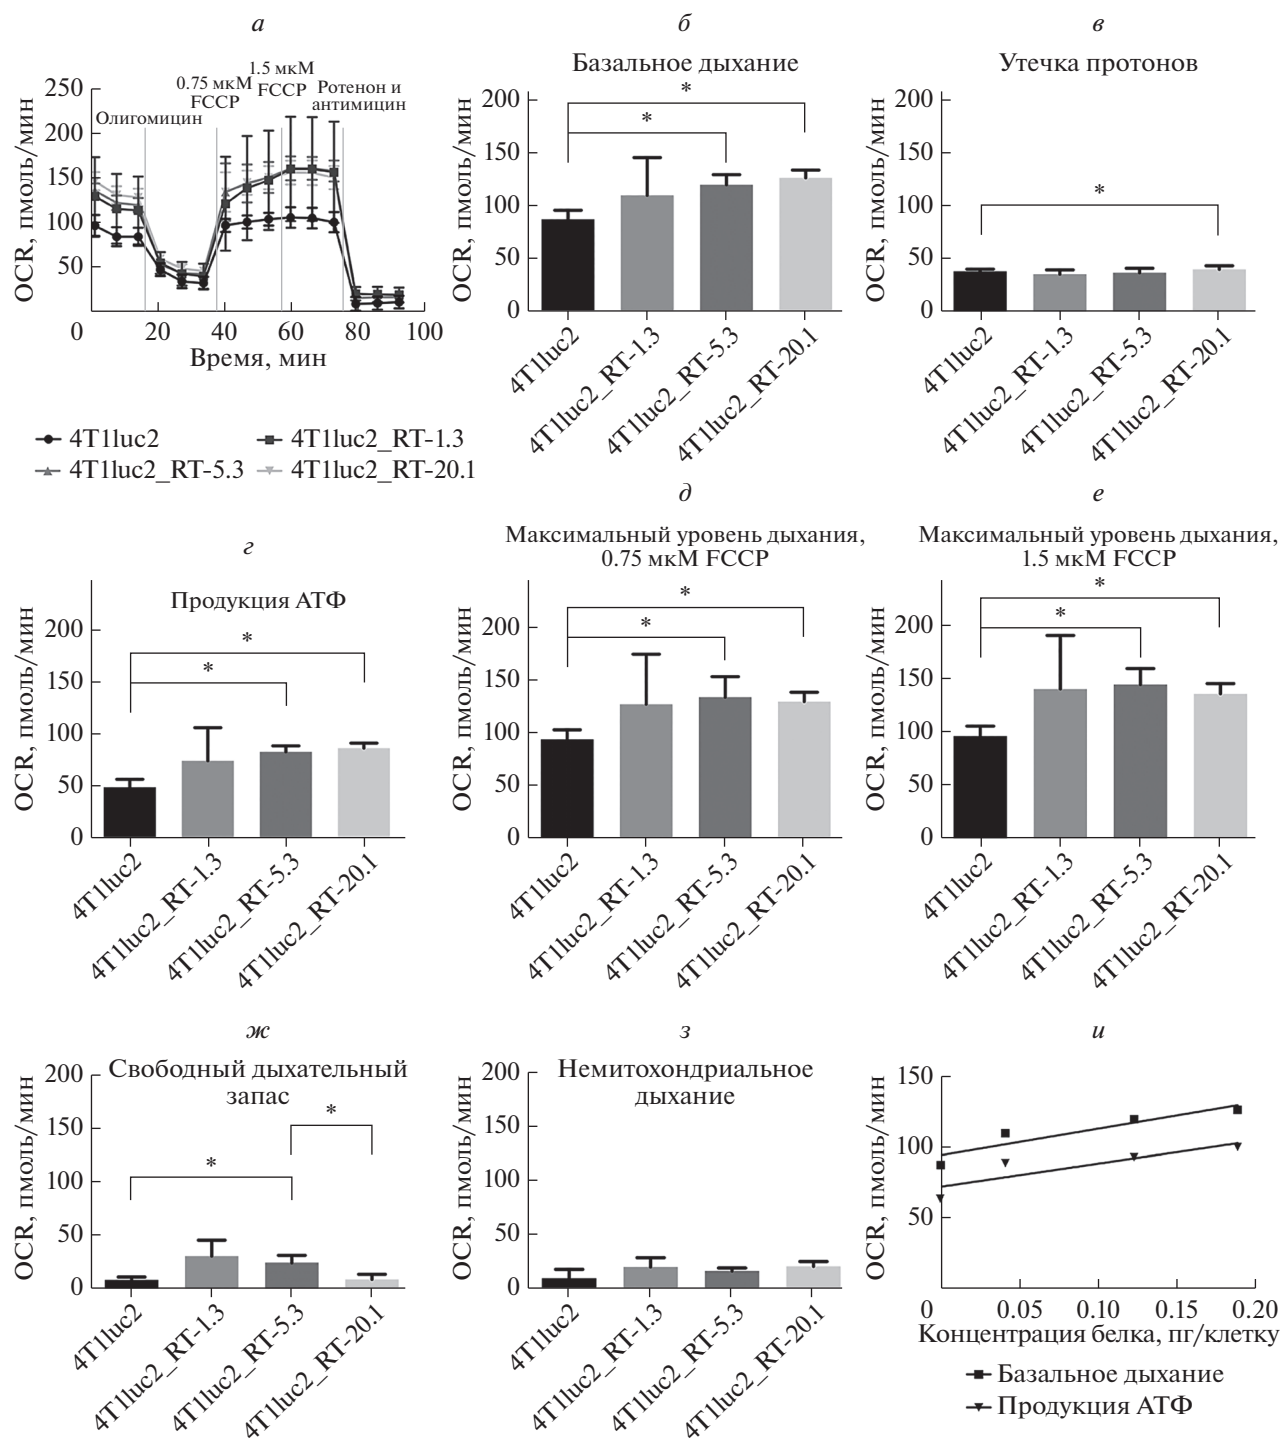 а
250
200
150
100
50
0
20
40
60
80
100
OCR, пмоль/мин
Время, мин
Олигомицин
0.75 мкМ
FCCP
1.5 мкМ
FCCP
Ротенон и
антимицин
4T1luc2
4T1luc2_RT-1.3
4T1luc2_RT-5.3
4T1luc2_RT-20.1
б
Базальное дыхание
200
150
100
50
0
OCR, пмоль/мин
*
*
4T1luc2
4T1luc2_RT-1.3
4T1luc2_RT-5.3
4T1luc2_RT-20.1
в
Утечка протонов
200
150
100
50
0
OCR, пмоль/мин
*
4T1luc2
4T1luc2_RT-1.3
4T1luc2_RT-5.3
4T1luc2_RT-20.1
г
Продукция АТФ
200
150
100
50
0
OCR, пмоль/мин
*
*
4T1luc2
4T1luc2_RT-1.3
4T1luc2_RT-5.3
4T1luc2_RT-20.1
д
Максимальный уровень дыхания,
0.75 мкМ FCCP
200
150
100
50
0
OCR, пмоль/мин
*
*
4T1luc2
4T1luc2_RT-1.3
4T1luc2_RT-5.3
4T1luc2_RT-20.1
е
Максимальный уровень дыхания,
1.5 мкМ FCCP
200
150
100
50
0
OCR, пмоль/мин
*
*
4T1luc2
4T1luc2_RT-1.3
4T1luc2_RT-5.3
4T1luc2_RT-20.1
ж
Свободный дыхательный
запас
200
150
100
50
0
OCR, пмоль/мин
*
*
4T1luc2
4T1luc2_RT-1.3
4T1luc2_RT-5.3
4T1luc2_RT-20.1
з
Немитохондриальное
дыхание
200
150
100
50
0
OCR, пмоль/мин
4T1luc2
4T1luc2_RT-1.3
4T1luc2_RT-5.3
4T1luc2_RT-20.1
и
150
100
50
0
0.05
0.10
0.15
0.20
OCR, пмоль/мин
Концентрация белка, пг/клетку
Базальное дыхание
Продукция АТФ